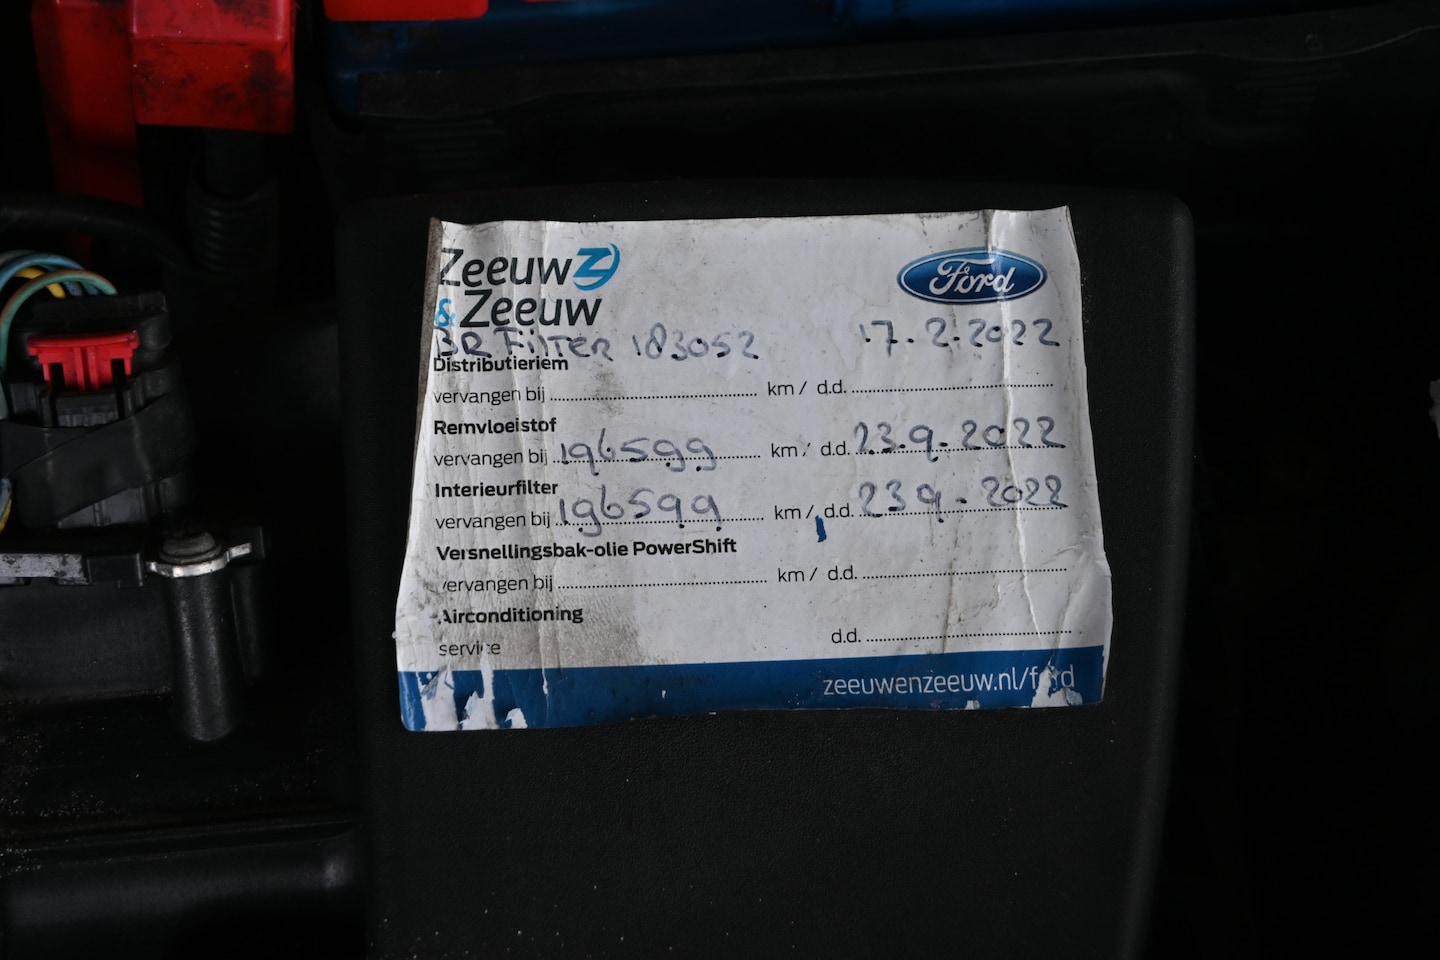 Zeeuw
& Zeeuw
Ford
BR FilTER 183052 17.2.2022
Distributieriem
vervangen bij km / d.d.
Remvloeistof
vervangen bij 196599 km / d.d. 23.9.2022
Interieurfilter
vervangen bij 196599 km / d.d. 23 9-2022
Versnellingsbak-olie PowerShift
vervangen bij km / d.d.
Airconditioning
service d.d.
zeeuwenzeeuw.nl/ford